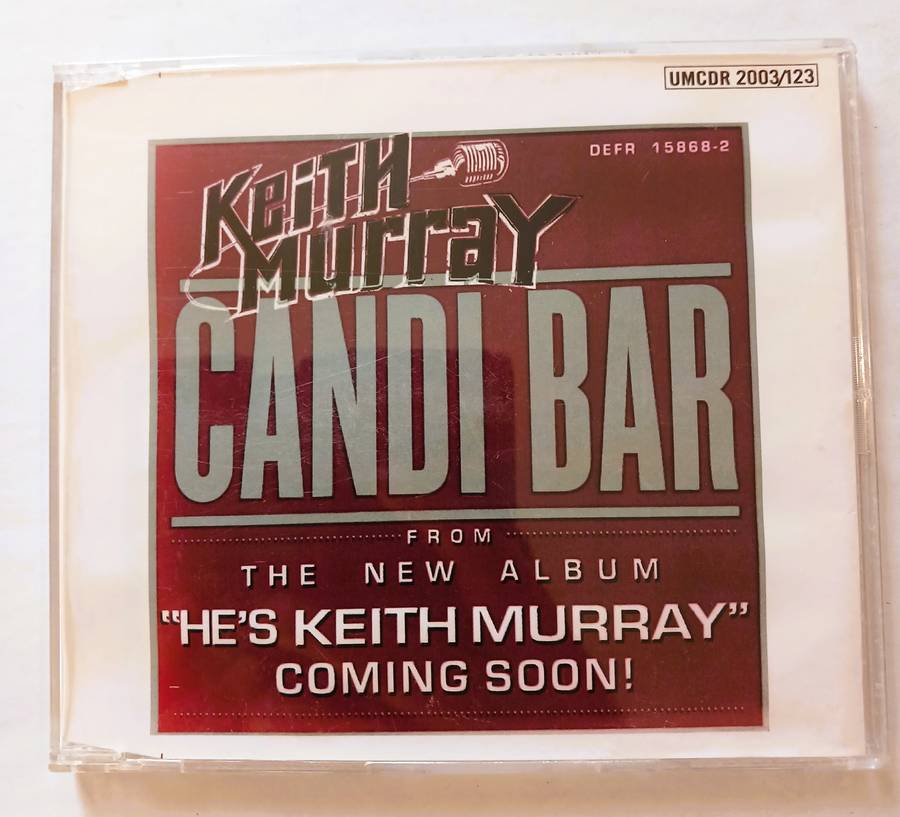 UMCDR 2003/123
DEFR 15868-2
KeiTH
MurraY
CANDI BAR
FROM
THE NEW ALBUM
"HE'S KEITH MURRAY"
COMING SOON!